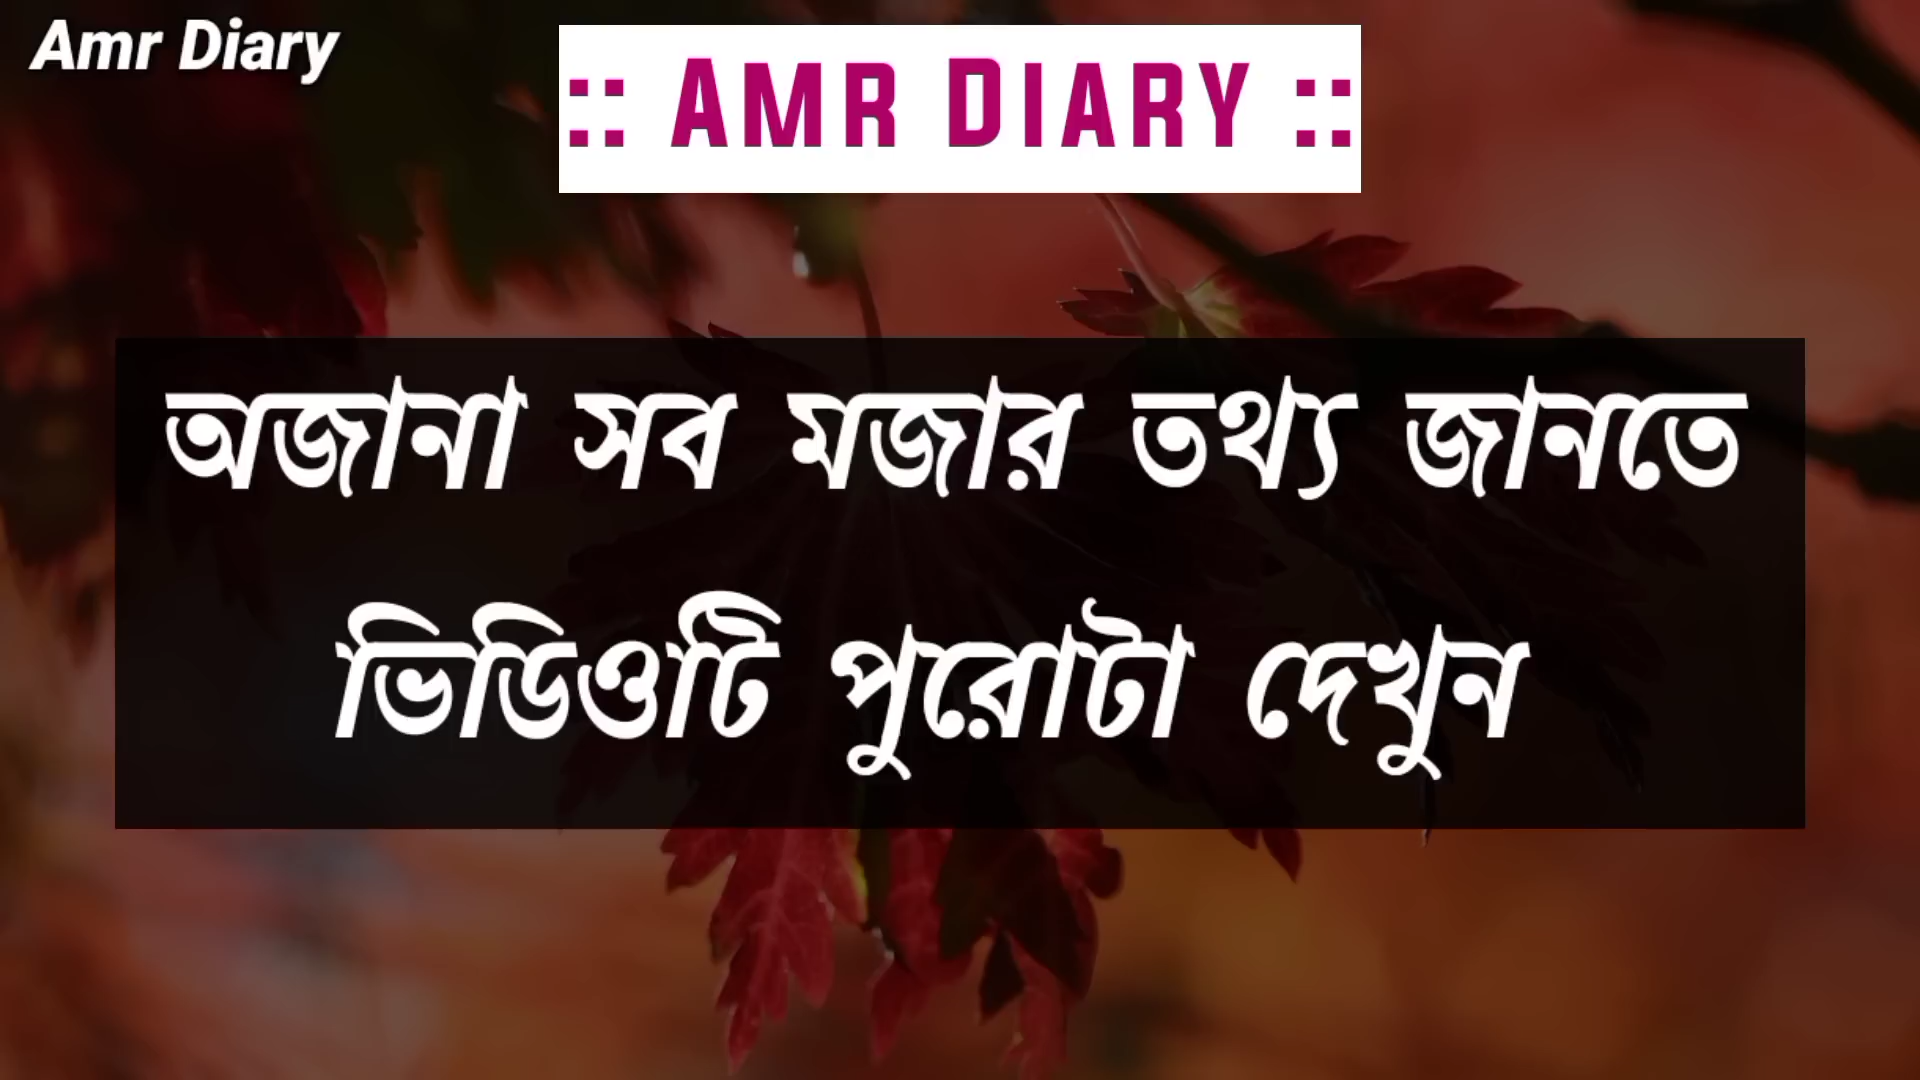 Amr Diary
:: AMR DIARY ::
অজানা সব মজার তথ্য জানতে
ভিডিওটি পুরোটা দেখুন